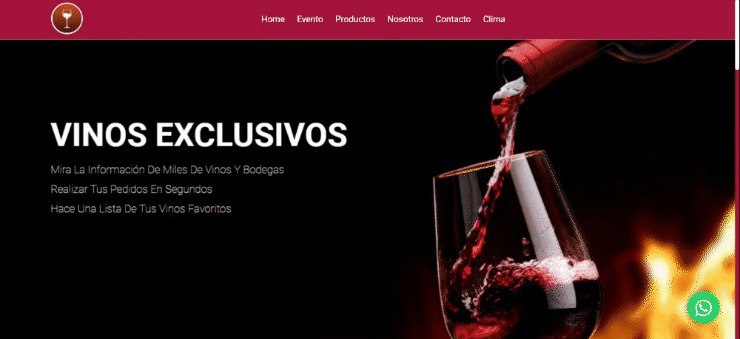 Home Evento Productos Nosotros Contacto Clima
VINOS EXCLUSIVOS
Mira La Información De Miles De Vinos Y Bodegas
Realizar Tus Pedidos En Segundos
Hace Una Lista De Tus Vinos Favoritos